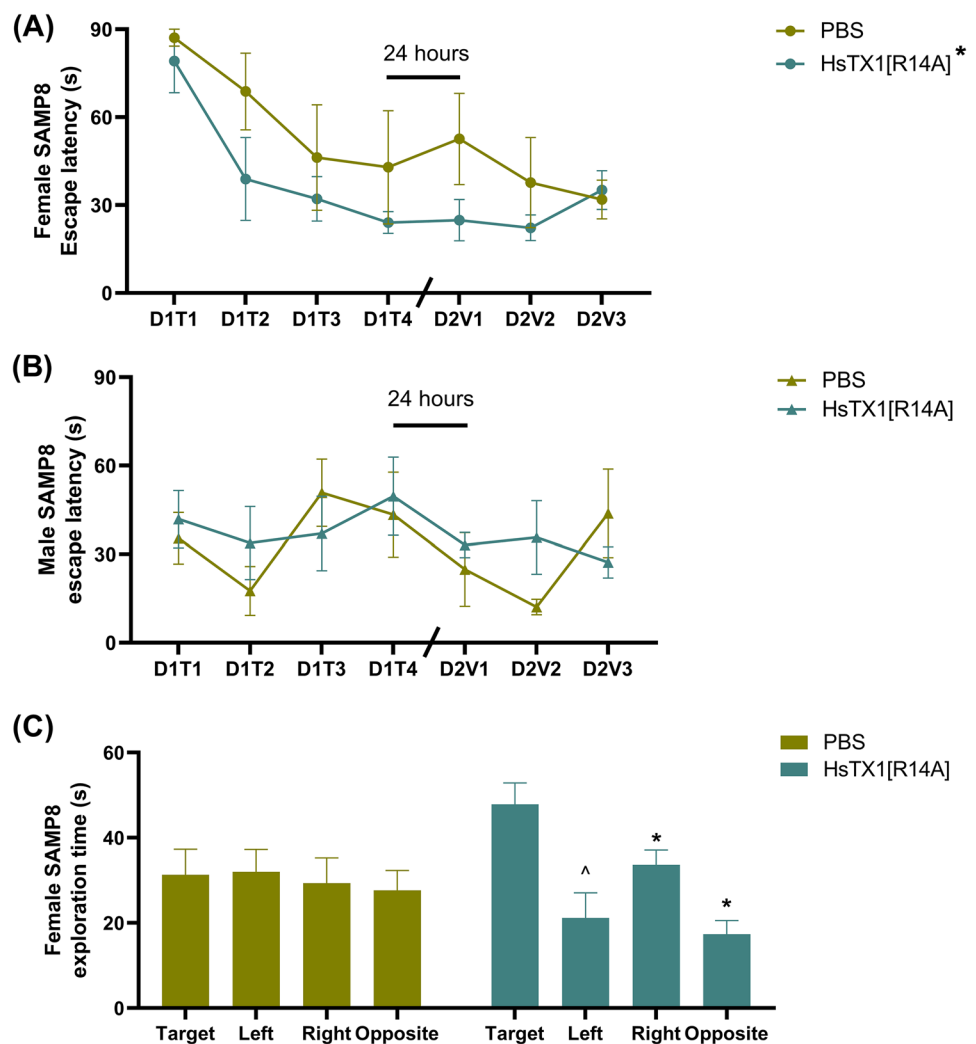 (A)
Female SAMP8
Escape latency (s)
90
60
30
0
24 hours
PBS
HsTX1[R14A] *
D1T1 D1T2 D1T3 D1T4 D2V1 D2V2 D2V3
(B)
Male SAMP8
escape latency (s)
90
60
30
0
24 hours
PBS
HsTX1[R14A]
D1T1 D1T2 D1T3 D1T4 D2V1 D2V2 D2V3
(C)
Female SAMP8
exploration time (s)
60
40
20
0
PBS
HsTX1[R14A]
^ * *
Target Left Right Opposite Target Left Right Opposite